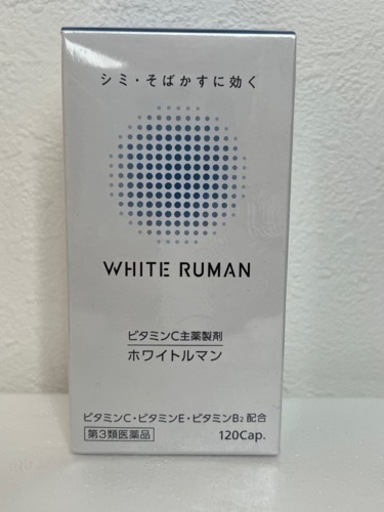 シミ・そばかすに効く
WHITE RUMAN
ビタミンC主薬製剤
ホワイトルマン
ビタミンC・ビタミンE・ビタミンB₂ 配合
第3類医薬品 120Cap.